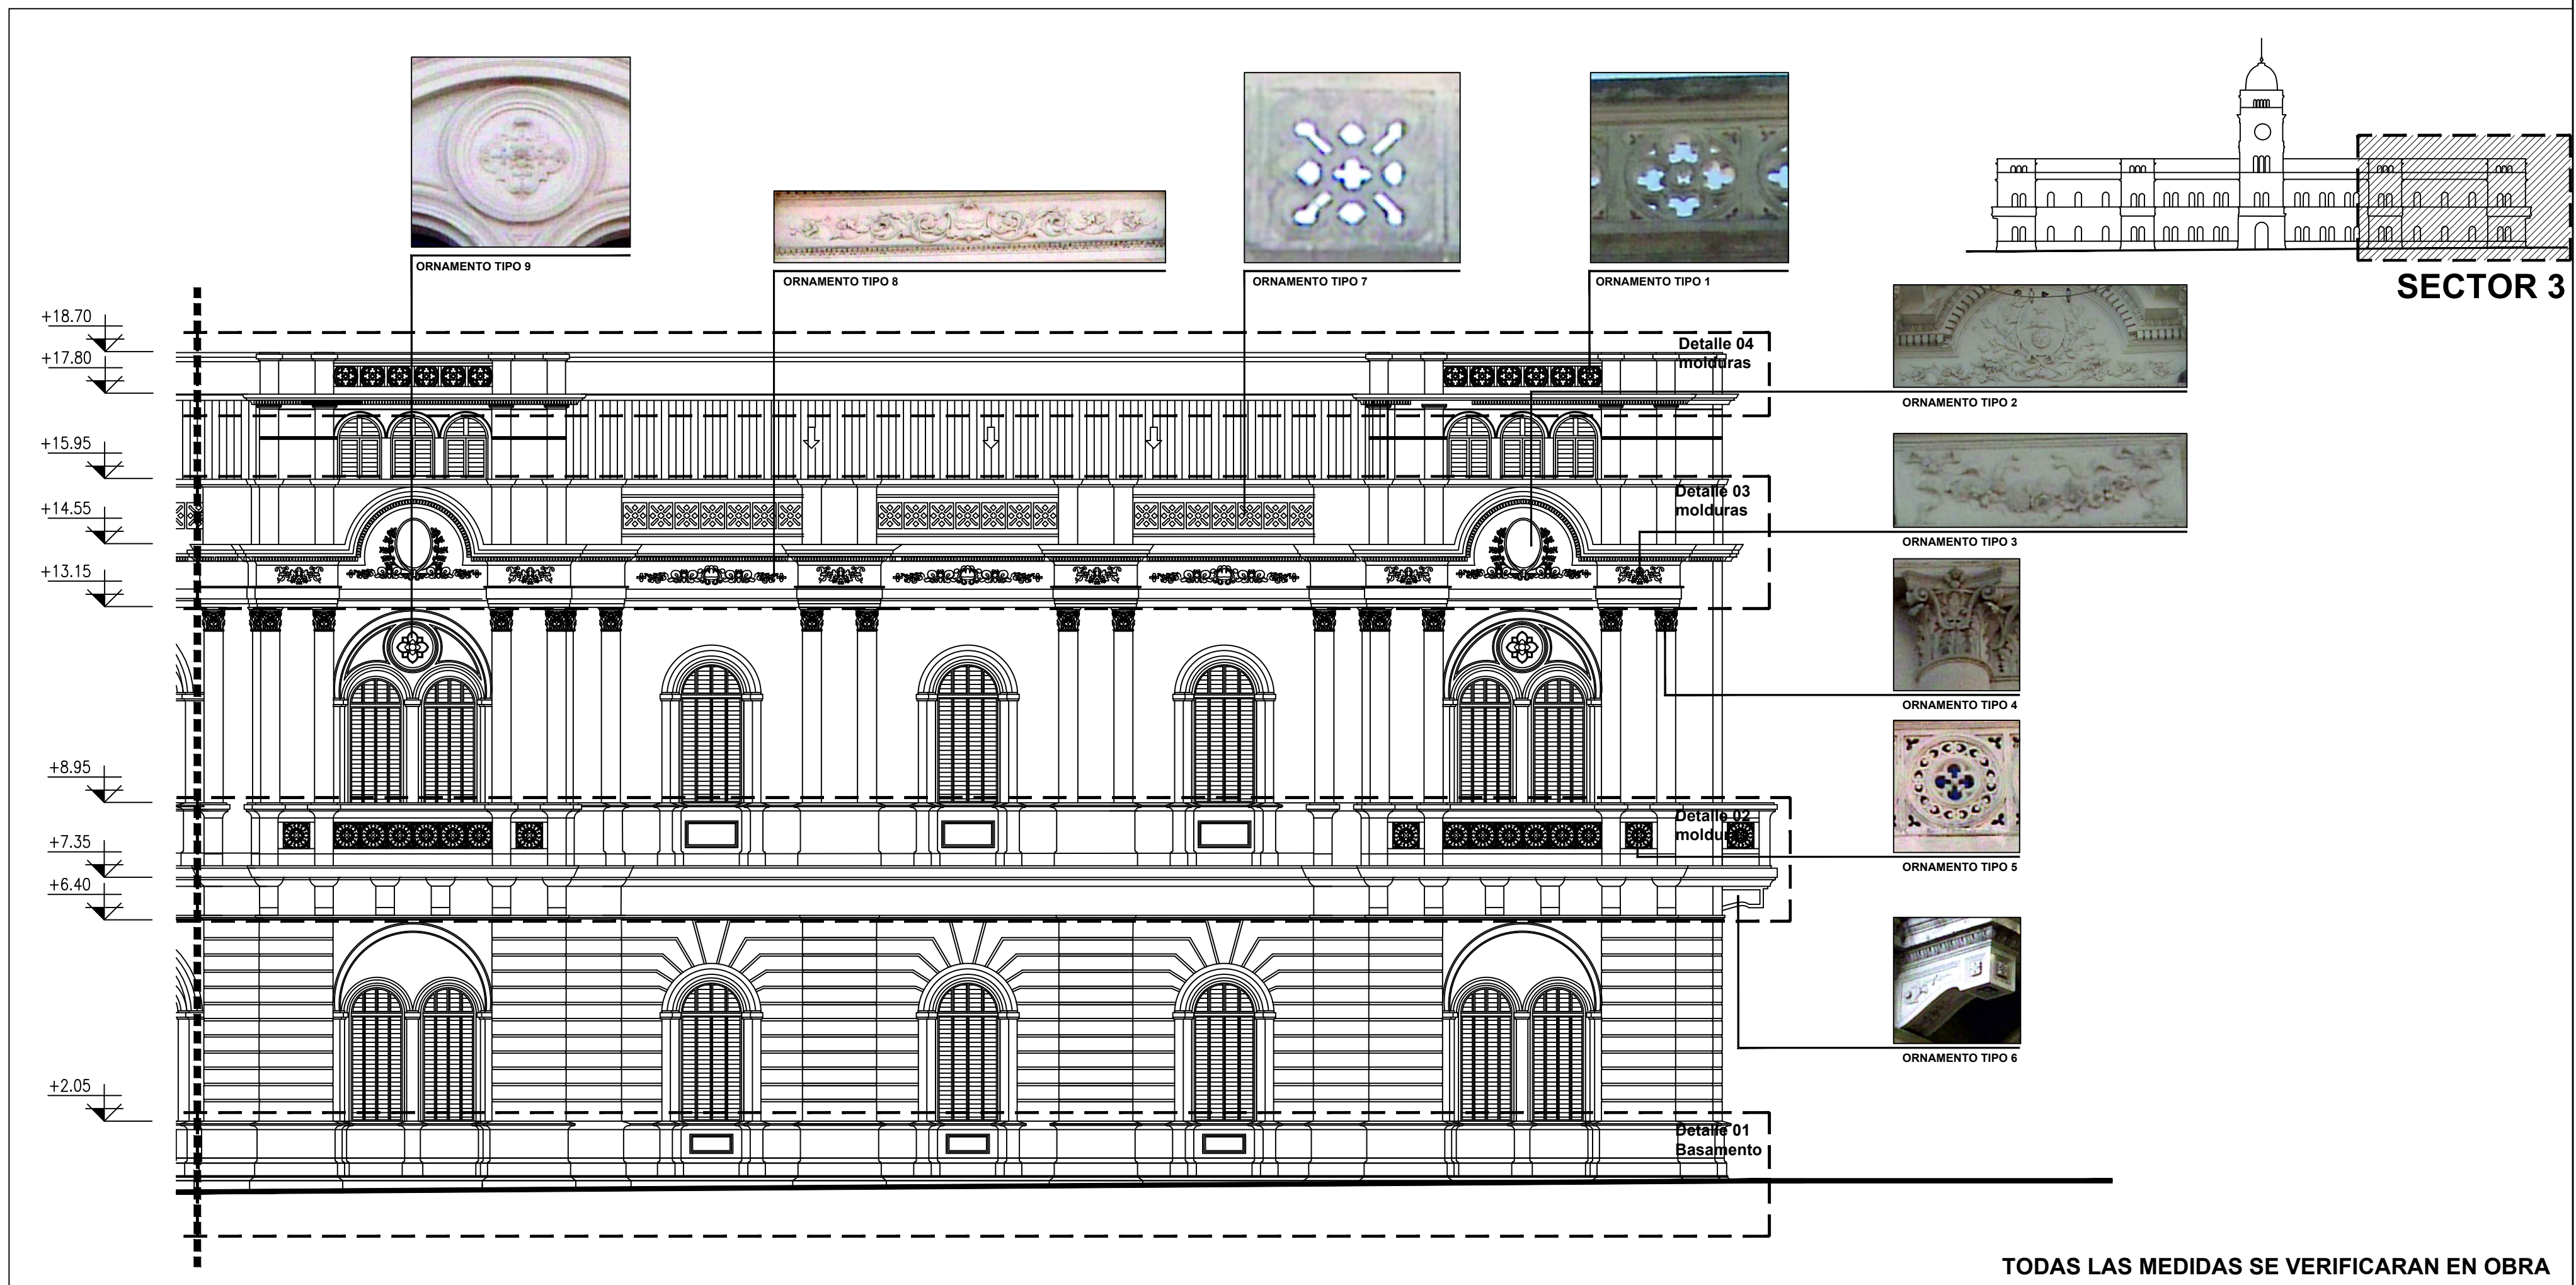 ORNAMENTO TIPO 9
ORNAMENTO TIPO 8
ORNAMENTO TIPO 7
ORNAMENTO TIPO 1
SECTOR 3
+18.70
+17.80
+15.95
+14.55
+13.15
+8.95
+7.35
+6.40
+2.05
Detalle 04
molduras
Detalle 03
molduras
Detalle 02
molduras
Detalle 01
Basamento
ORNAMENTO TIPO 2
ORNAMENTO TIPO 3
ORNAMENTO TIPO 4
ORNAMENTO TIPO 5
ORNAMENTO TIPO 6
TODAS LAS MEDIDAS SE VERIFICARAN EN OBRA